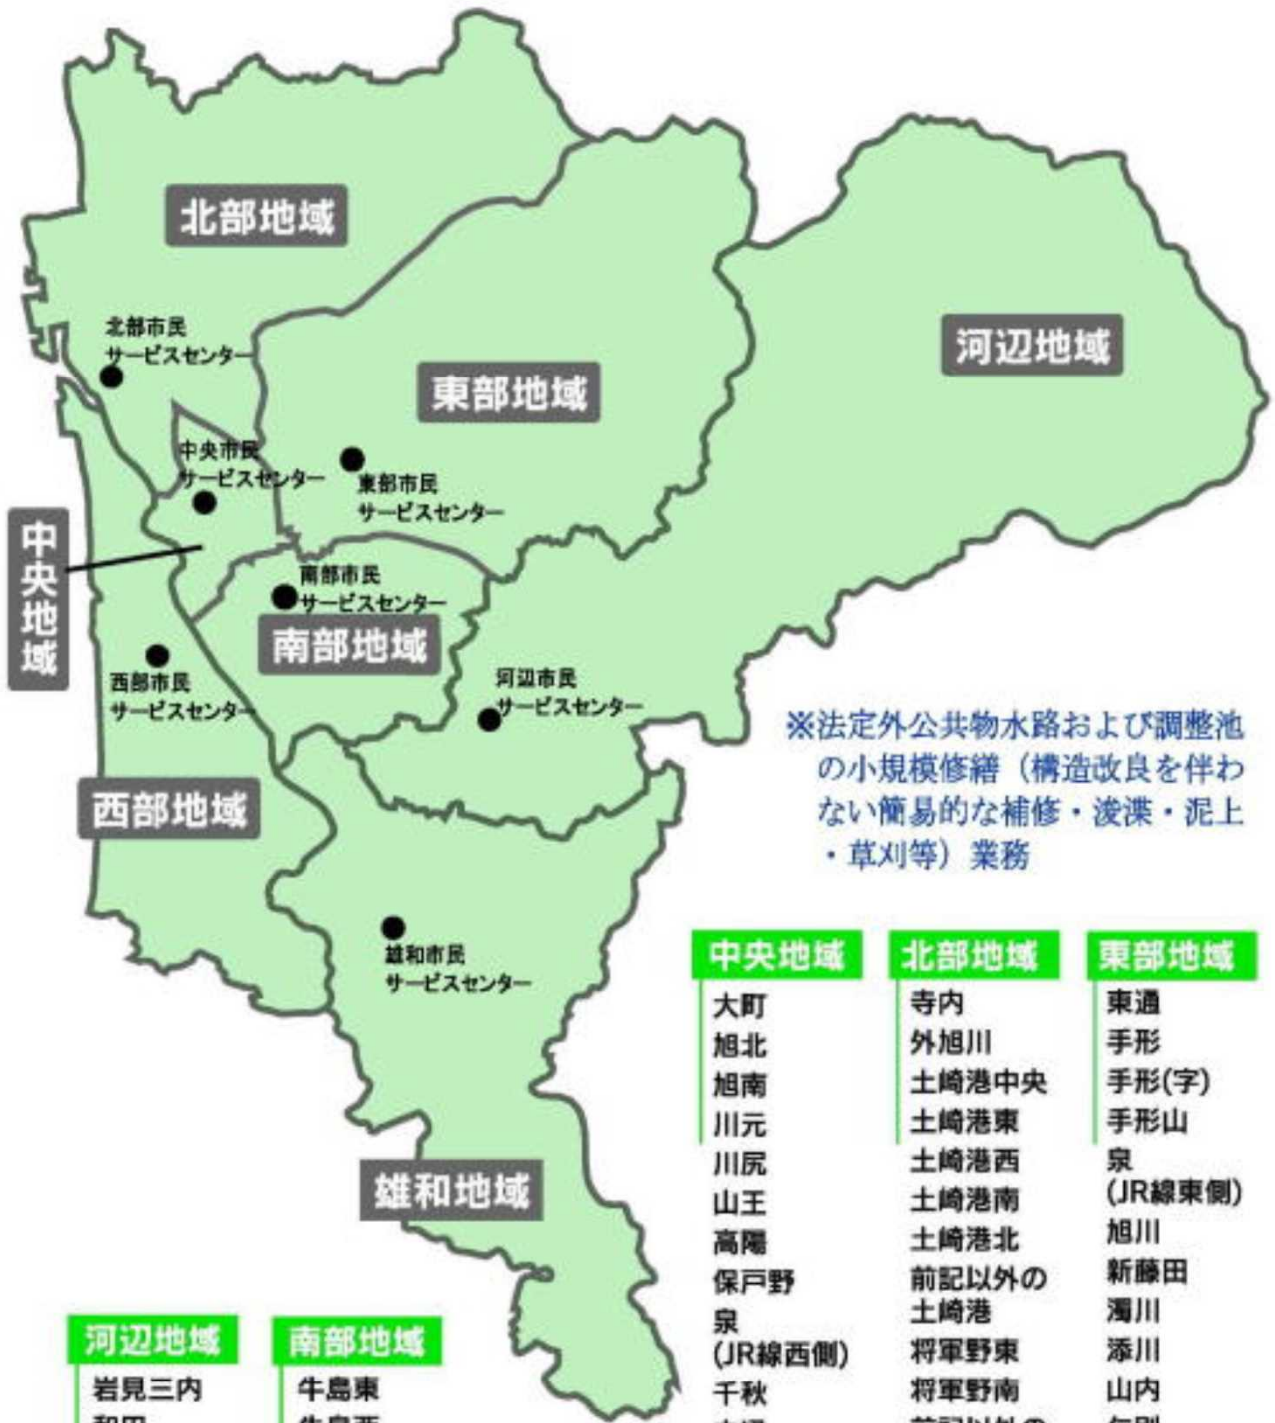 北部地域
北部市民
サービスセンター
河辺地域
東部地域
中央市民
サービスセンター
東部市民
サービスセンター
中央地域
南部市民
サービスセンター
南部地域
西部市民
サービスセンター
河辺市民
サービスセンター
西部地域
※法定外公共物水路および調整池
の小規模修繕（構造改良を伴わ
ない簡易的な補修・浚渫・泥上
・草刈等）業務
雄和市民
サービスセンター
雄和地域
中央地域
大町
旭北
旭南
川元
川尻
山王
高陽
保戸野
泉
(JR線西側)
千秋
北部地域
寺内
外旭川
土崎港中央
土崎港東
土崎港西
土崎港南
土崎港北
前記以外の
土崎港
将軍野東
将軍野南
前記以外の
東部地域
東通
手形
手形(字)
手形山
泉
(JR線東側)
旭川
新藤田
濁川
添川
山内
河辺地域
岩見三内
和田
南部地域
牛島東
牛島西